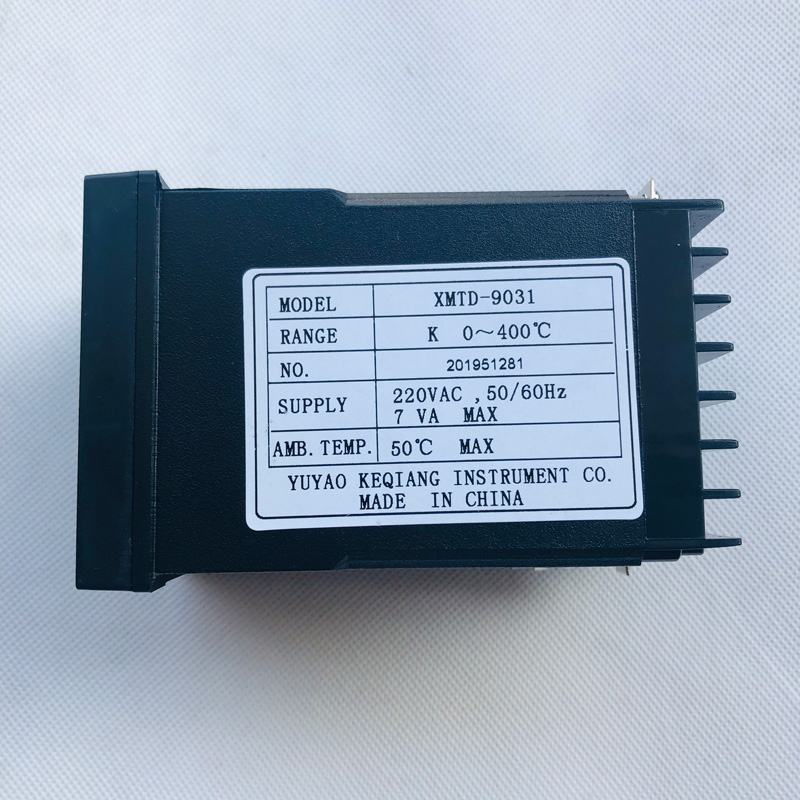 MODEL XMTD-9031
RANGE K 0～400℃
NO. 201951281
SUPPLY 220VAC ,50/60Hz
7 VA MAX
AMB. TEMP. 50℃ MAX
YUYAO KEQIANG INSTRUMENT CO.
MADE IN CHINA